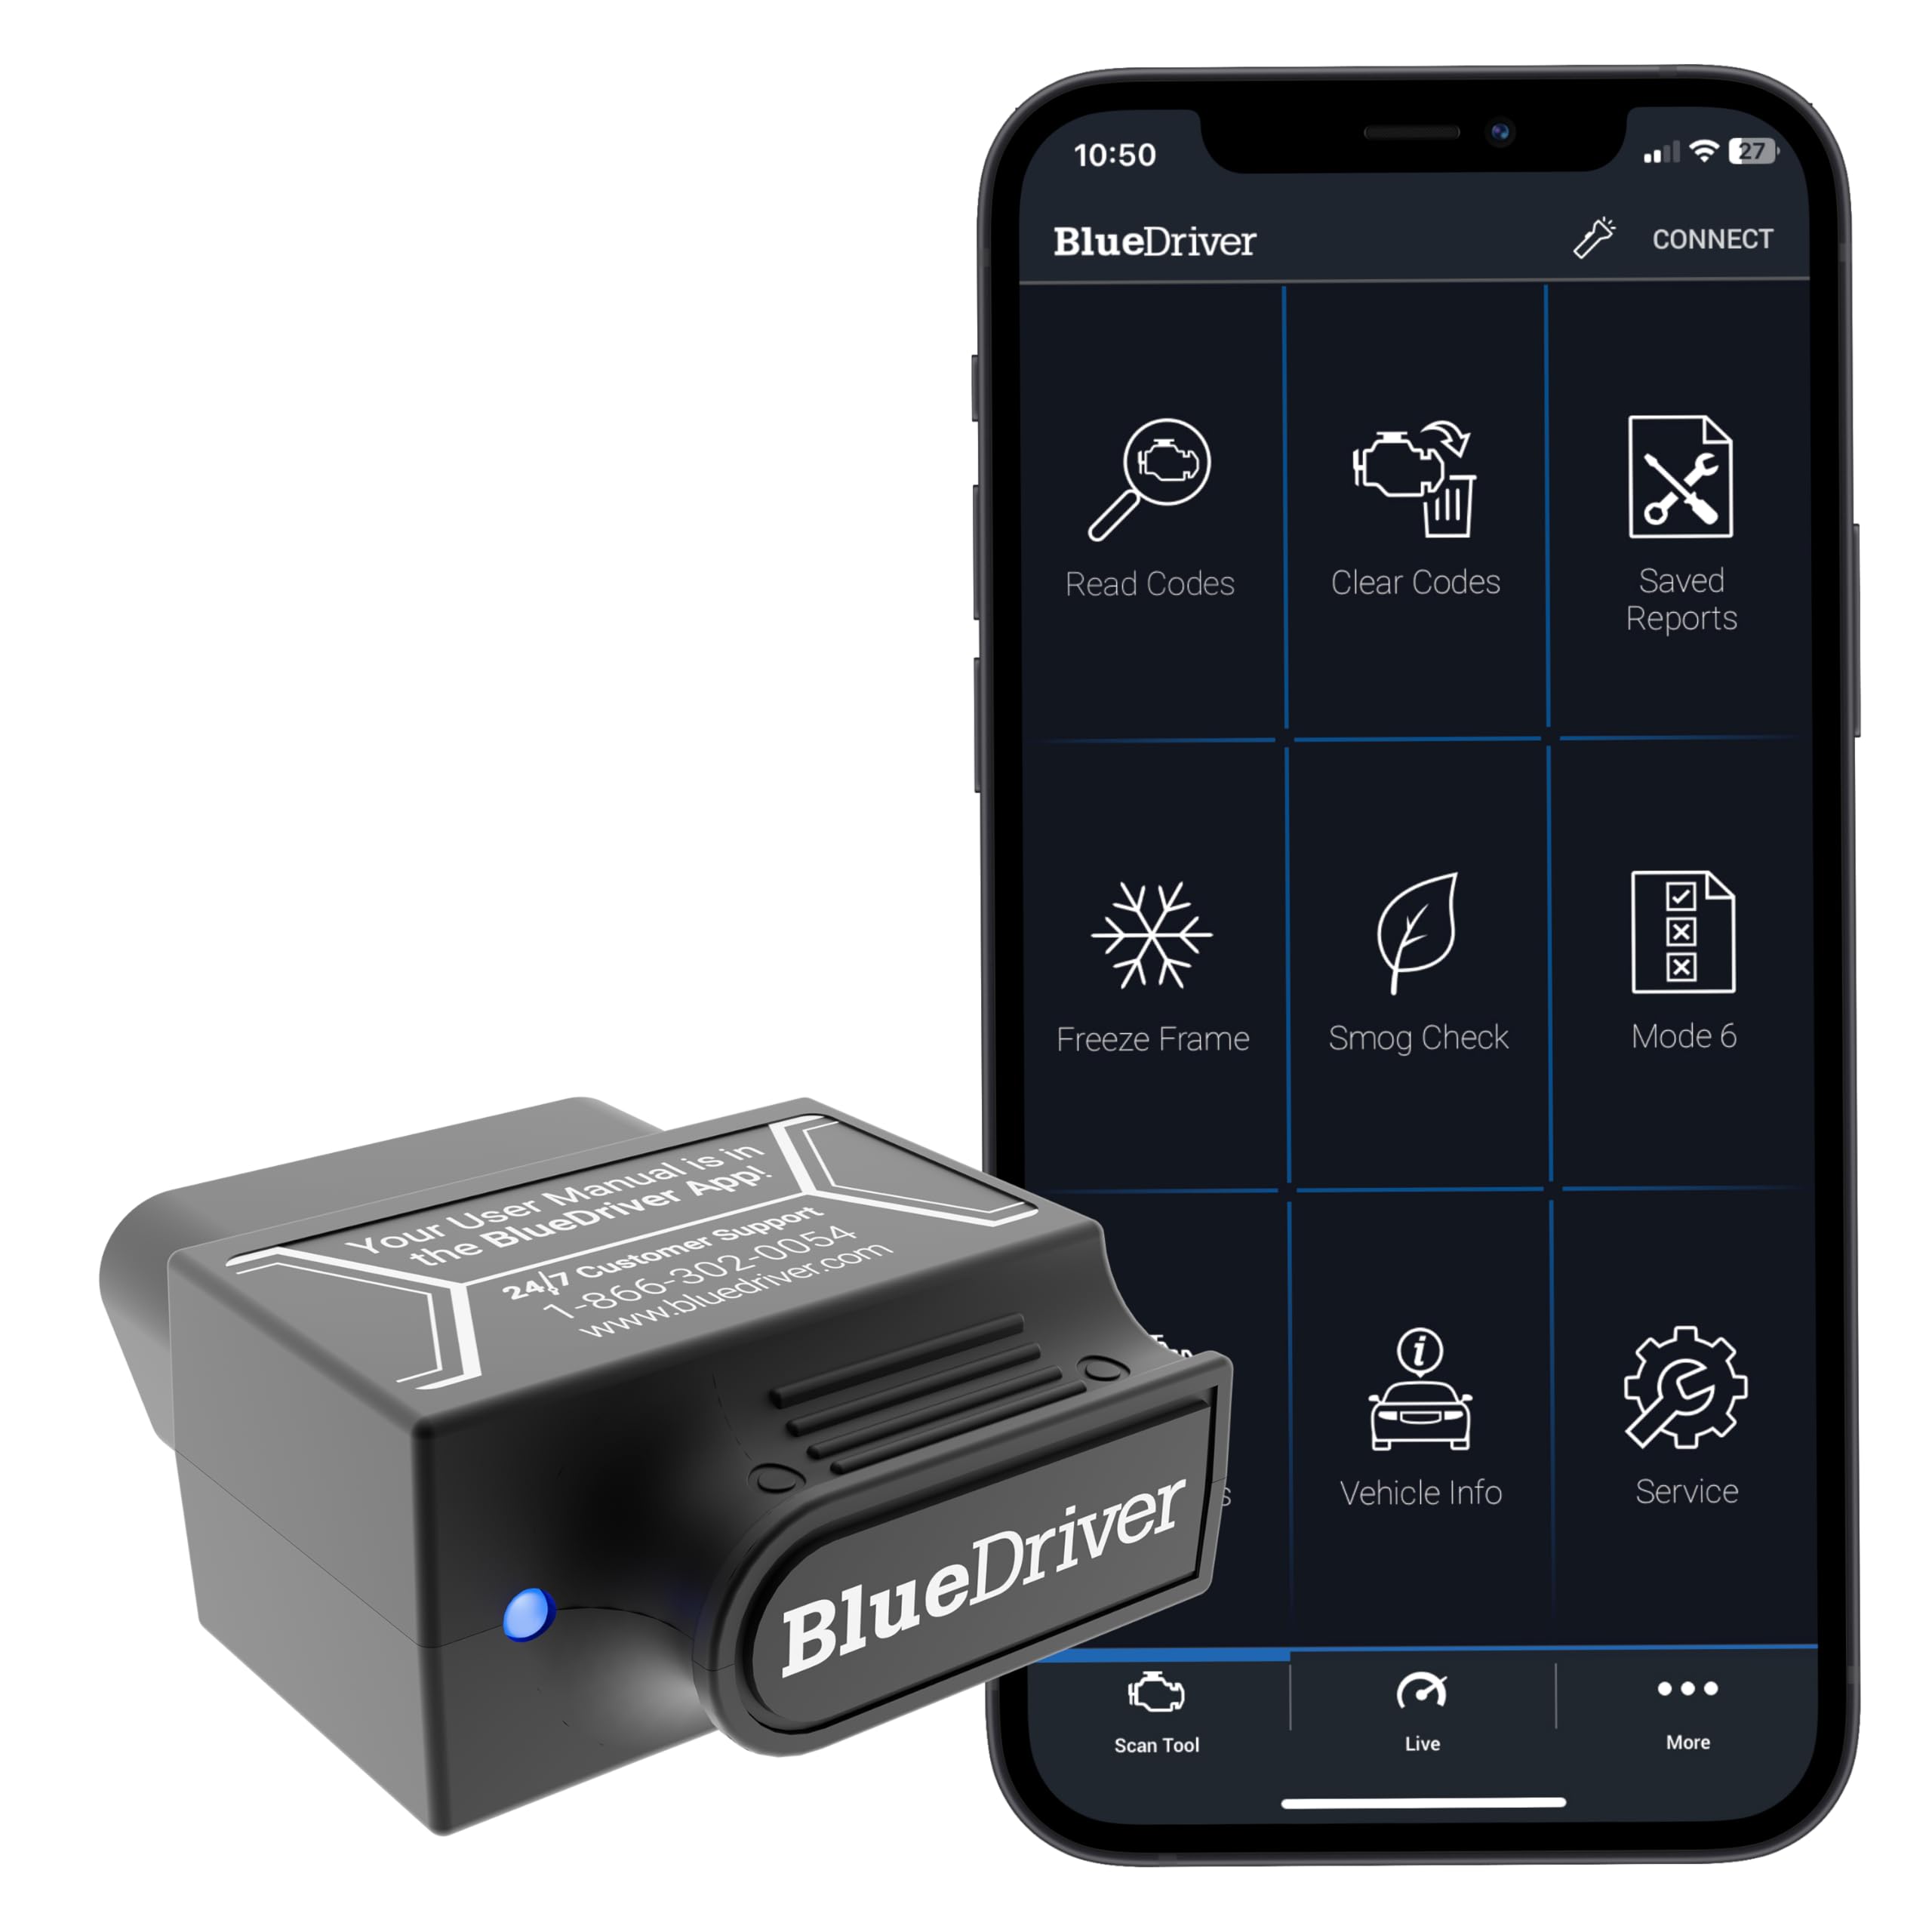 10:50
27
BlueDriver
CONNECT
Read Codes
Clear Codes
Saved
Reports
Freeze Frame
Smog Check
Mode 6
Vehicle Info
Service
Scan Tool
Live
More
Your User Manual is in
the BlueDriver App!
24/7 Customer Support
1-866-302-0054
www.bluedriver.com
BlueDriver